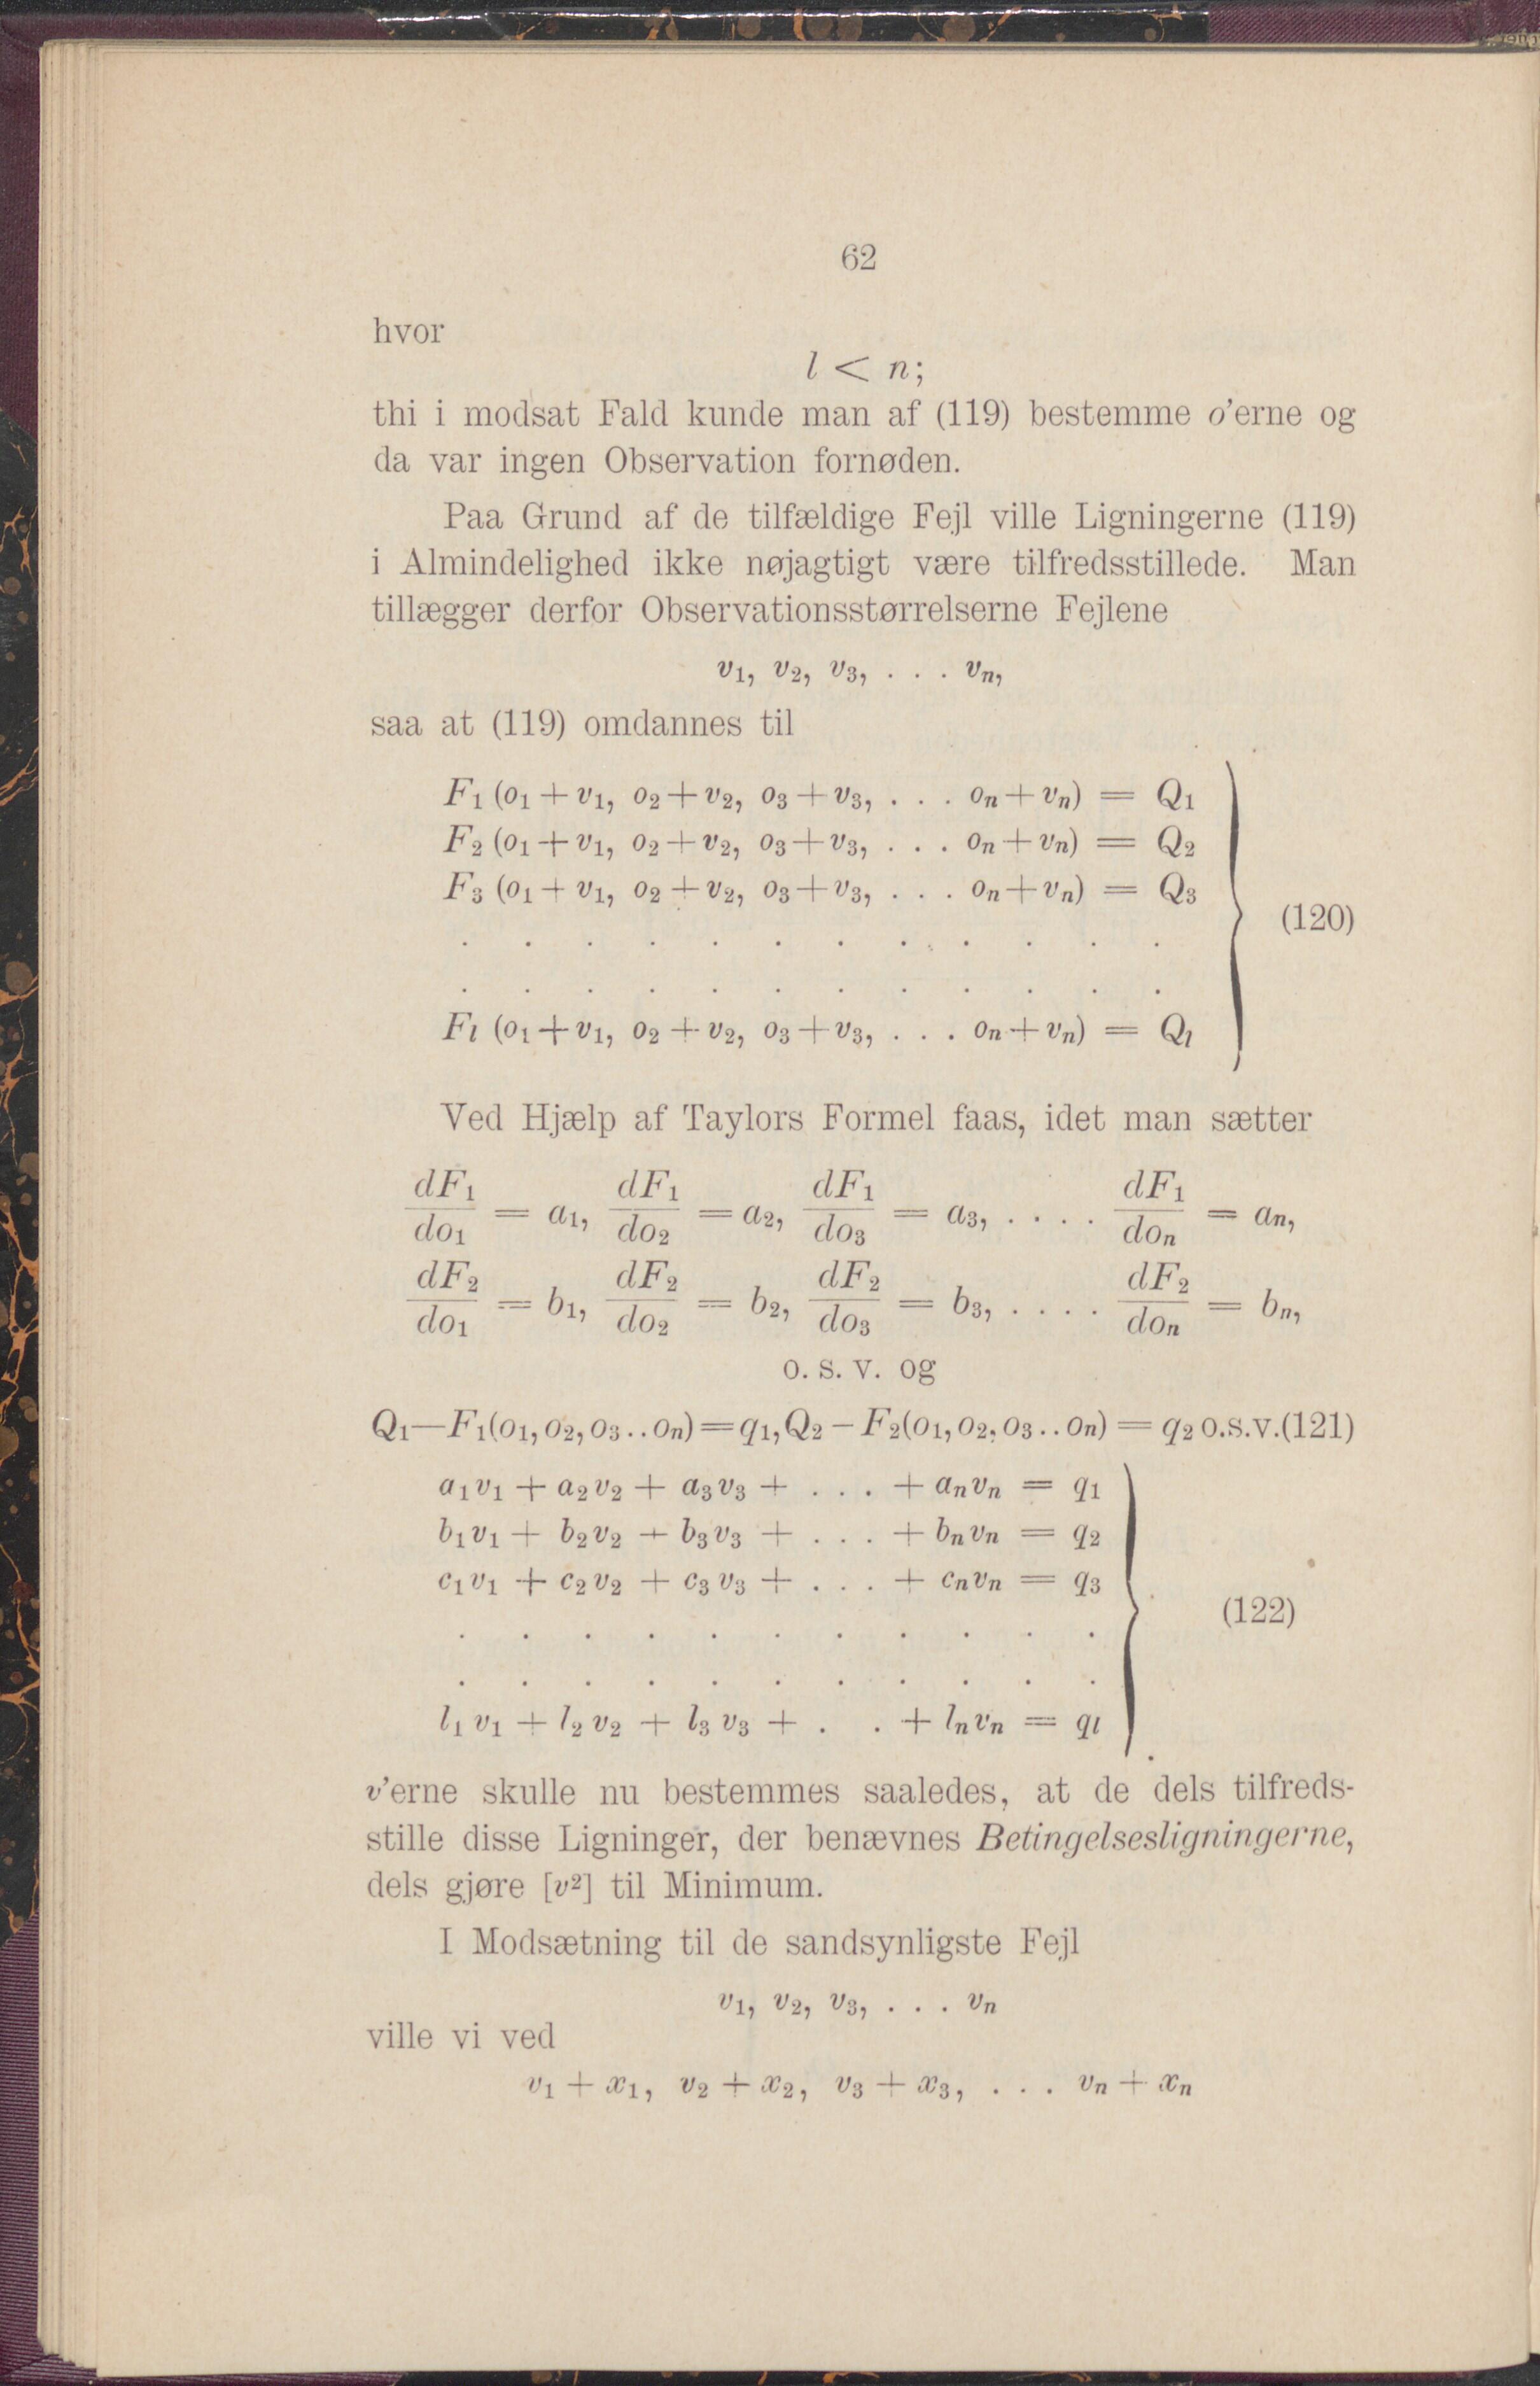 62
hvor
l < n;
thi i modsat Fald kunde man af (119) bestemme o'erne og
da var ingen Observation fornøden.
Paa Grund af de tilfældige Fejl ville Ligningerne (119)
i Almindelighed ikke nøjagtigt være tilfredsstillede. Man
tillægger derfor Observationsstørrelserne Fejlene
v₁, v₂, v₃, . . . vₙ,
saa at (119) omdannes til
F₁ (o₁ + v₁, o₂ + v₂, o₃ + v₃, . . . oₙ + vₙ) = Q₁
F₂ (o₁ + v₁, o₂ + v₂, o₃ + v₃, . . . oₙ + vₙ) = Q₂
F₃ (o₁ + v₁, o₂ + v₂, o₃ + v₃, . . . oₙ + vₙ) = Q₃
(120)
. . . . . . . . . . . .
. . . . . . . . . . . .
Fₗ (o₁ + v₁, o₂ + v₂, o₃ + v₃, . . . oₙ + vₙ) = Qₗ
Ved Hjælp af Taylors Formel faas, idet man sætter
dF₁/do₁ = a₁, dF₁/do₂ = a₂, dF₁/do₃ = a₃, . . . . dF₁/doₙ = aₙ,
dF₂/do₁ = b₁, dF₂/do₂ = b₂, dF₂/do₃ = b₃, . . . . dF₂/doₙ = bₙ,
o. s. v. og
Q₁—F₁(o₁, o₂, o₃ . . oₙ) = q₁, Q₂ – F₂(o₁, o₂, o₃ . . oₙ) = q₂ o.s.v.(121)
a₁v₁ + a₂v₂ + a₃v₃ + . . . + aₙvₙ = q₁
b₁v₁ + b₂v₂ + b₃v₃ + . . . + bₙvₙ = q₂
c₁v₁ + c₂v₂ + c₃v₃ + . . . + cₙvₙ = q₃
(122)
. . . . . . . . . . .
. . . . . . . . . . .
l₁v₁ + l₂v₂ + l₃v₃ + . . + lₙvₙ = qₗ
v'erne skulle nu bestemmes saaledes, at de dels tilfreds-
stille disse Ligninger, der benævnes Betingelsesligningerne,
dels gjøre [v²] til Minimum.
I Modsætning til de sandsynligste Fejl
v₁, v₂, v₃, . . . vₙ
ville vi ved
v₁ + x₁, v₂ + x₂, v₃ + x₃, . . . vₙ + xₙ